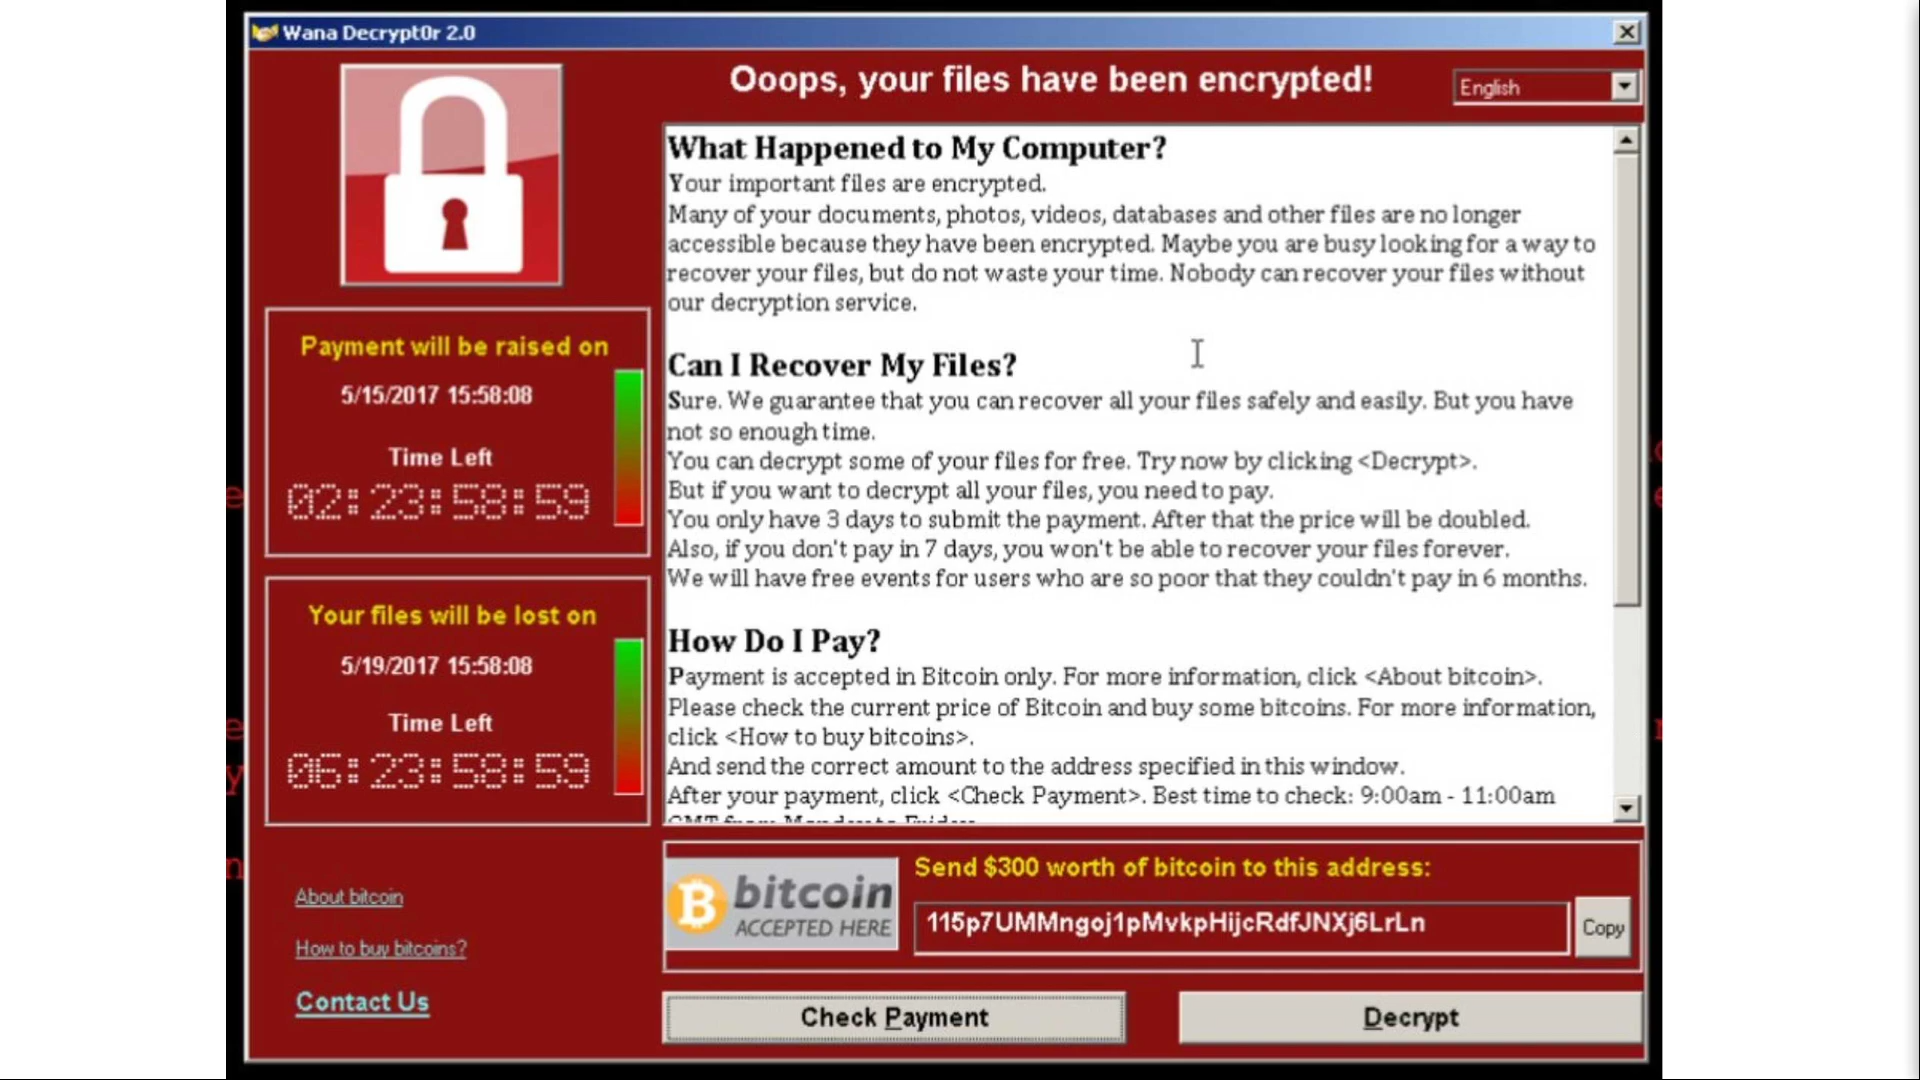 Wana Decrypt0r 2.0
Ooops, your files have been encrypted!
English
What Happened to My Computer?
Your important files are encrypted.
Many of your documents, photos, videos, databases and other files are no longer
accessible because they have been encrypted. Maybe you are busy looking for a way to
recover your files, but do not waste your time. Nobody can recover your files without
our decryption service.
Can I Recover My Files?
Sure. We guarantee that you can recover all your files safely and easily. But you have
not so enough time.
You can decrypt some of your files for free. Try now by clicking <Decrypt>.
But if you want to decrypt all your files, you need to pay.
You only have 3 days to submit the payment. After that the price will be doubled.
Also, if you don't pay in 7 days, you won't be able to recover your files forever.
We will have free events for users who are so poor that they couldn't pay in 6 months.
How Do I Pay?
Payment is accepted in Bitcoin only. For more information, click <About bitcoin>.
Please check the current price of Bitcoin and buy some bitcoins. For more information,
click <How to buy bitcoins>.
And send the correct amount to the address specified in this window.
After your payment, click <Check Payment>. Best time to check: 9:00am - 11:00am
Payment will be raised on
5/15/2017 15:58:08
Time Left
02:23:58:59
Your files will be lost on
5/19/2017 15:58:08
Time Left
06:23:58:59
About bitcoin
How to buy bitcoins?
Contact Us
bitcoin
ACCEPTED HERE
Send $300 worth of bitcoin to this address:
115p7UMMngoj1pMvkpHijcRdfJNXj6LrLn
Copy
Check Payment
Decrypt